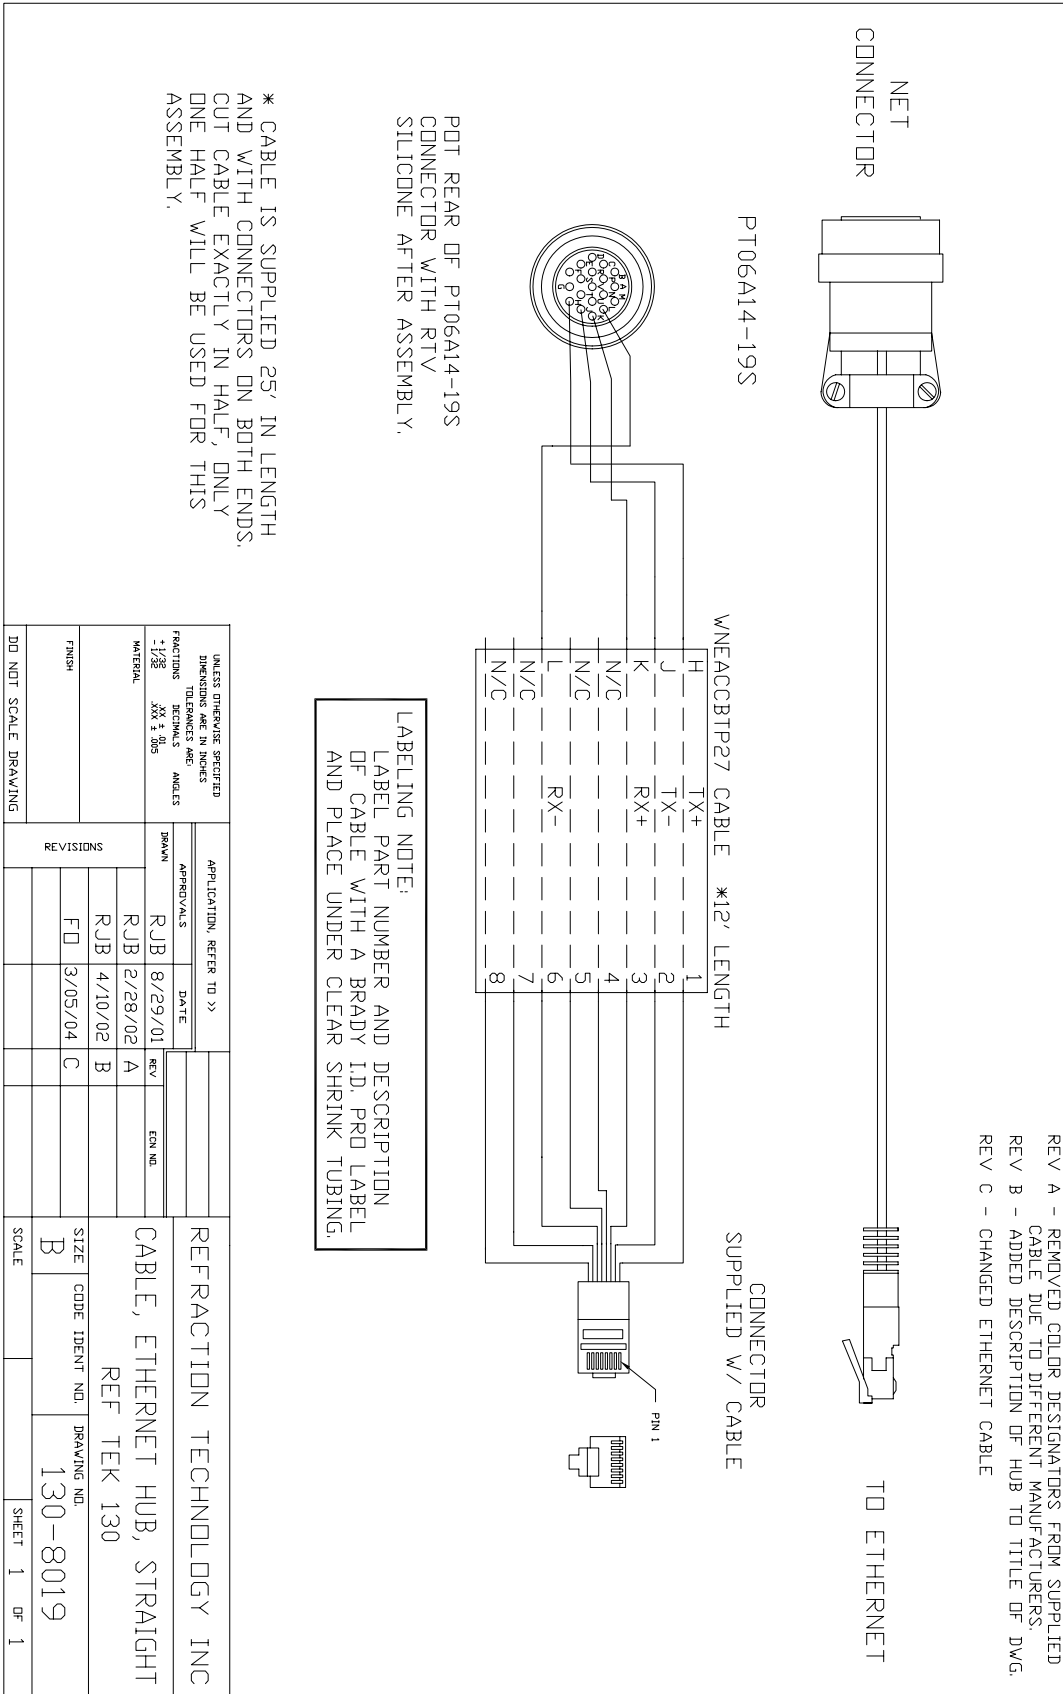 REV A - REMOVED COLOR DESIGNATORS FROM SUPPLIED
CABLE DUE TO DIFFERENT MANUFACTURERS.
REV B - ADDED DESCRIPTION OF HUB TO TITLE OF DWG.
REV C - CHANGED ETHERNET CABLE
NET
CONNECTOR
TO ETHERNET
PT06A14-19S
WNEACCBTP27 CABLE *12' LENGTH
CONNECTOR
SUPPLIED W/ CABLE
H TX+ 1
J TX- 2
K RX+ 3
N/C 4
N/C 5
L RX- 6
N/C 7
N/C 8
PIN 1
A
B
C
D
E
F
G
H
J
K
L
M
N
P
R
S
T
U
V
POT REAR OF PT06A14-19S
CONNECTOR WITH RTV
SILICONE AFTER ASSEMBLY.
LABELING NOTE:
LABEL PART NUMBER AND DESCRIPTION
OF CABLE WITH A BRADY I.D. PRO LABEL
AND PLACE UNDER CLEAR SHRINK TUBING.
* CABLE IS SUPPLIED 25' IN LENGTH
AND WITH CONNECTORS ON BOTH ENDS.
CUT CABLE EXACTLY IN HALF, ONLY
ONE HALF WILL BE USED FOR THIS
ASSEMBLY.
UNLESS OTHERWISE SPECIFIED
DIMENSIONS ARE IN INCHES
TOLERANCES ARE:
FRACTIONS DECIMALS ANGLES
+1/32 .XX ± .01
-1/32 .XXX ± .005
MATERIAL
FINISH
DO NOT SCALE DRAWING
APPLICATION, REFER TO >>
APPROVALS DATE
DRAWN RJB 8/29/01 REV ECN NO.
REVISIONS
RJB 2/28/02 A
RJB 4/10/02 B
FO 3/05/04 C
REFRACTION TECHNOLOGY INC
CABLE, ETHERNET HUB, STRAIGHT
REF TEK 130
SIZE CODE IDENT NO. DRAWING NO.
B 130-8019
SCALE SHEET 1 OF 1